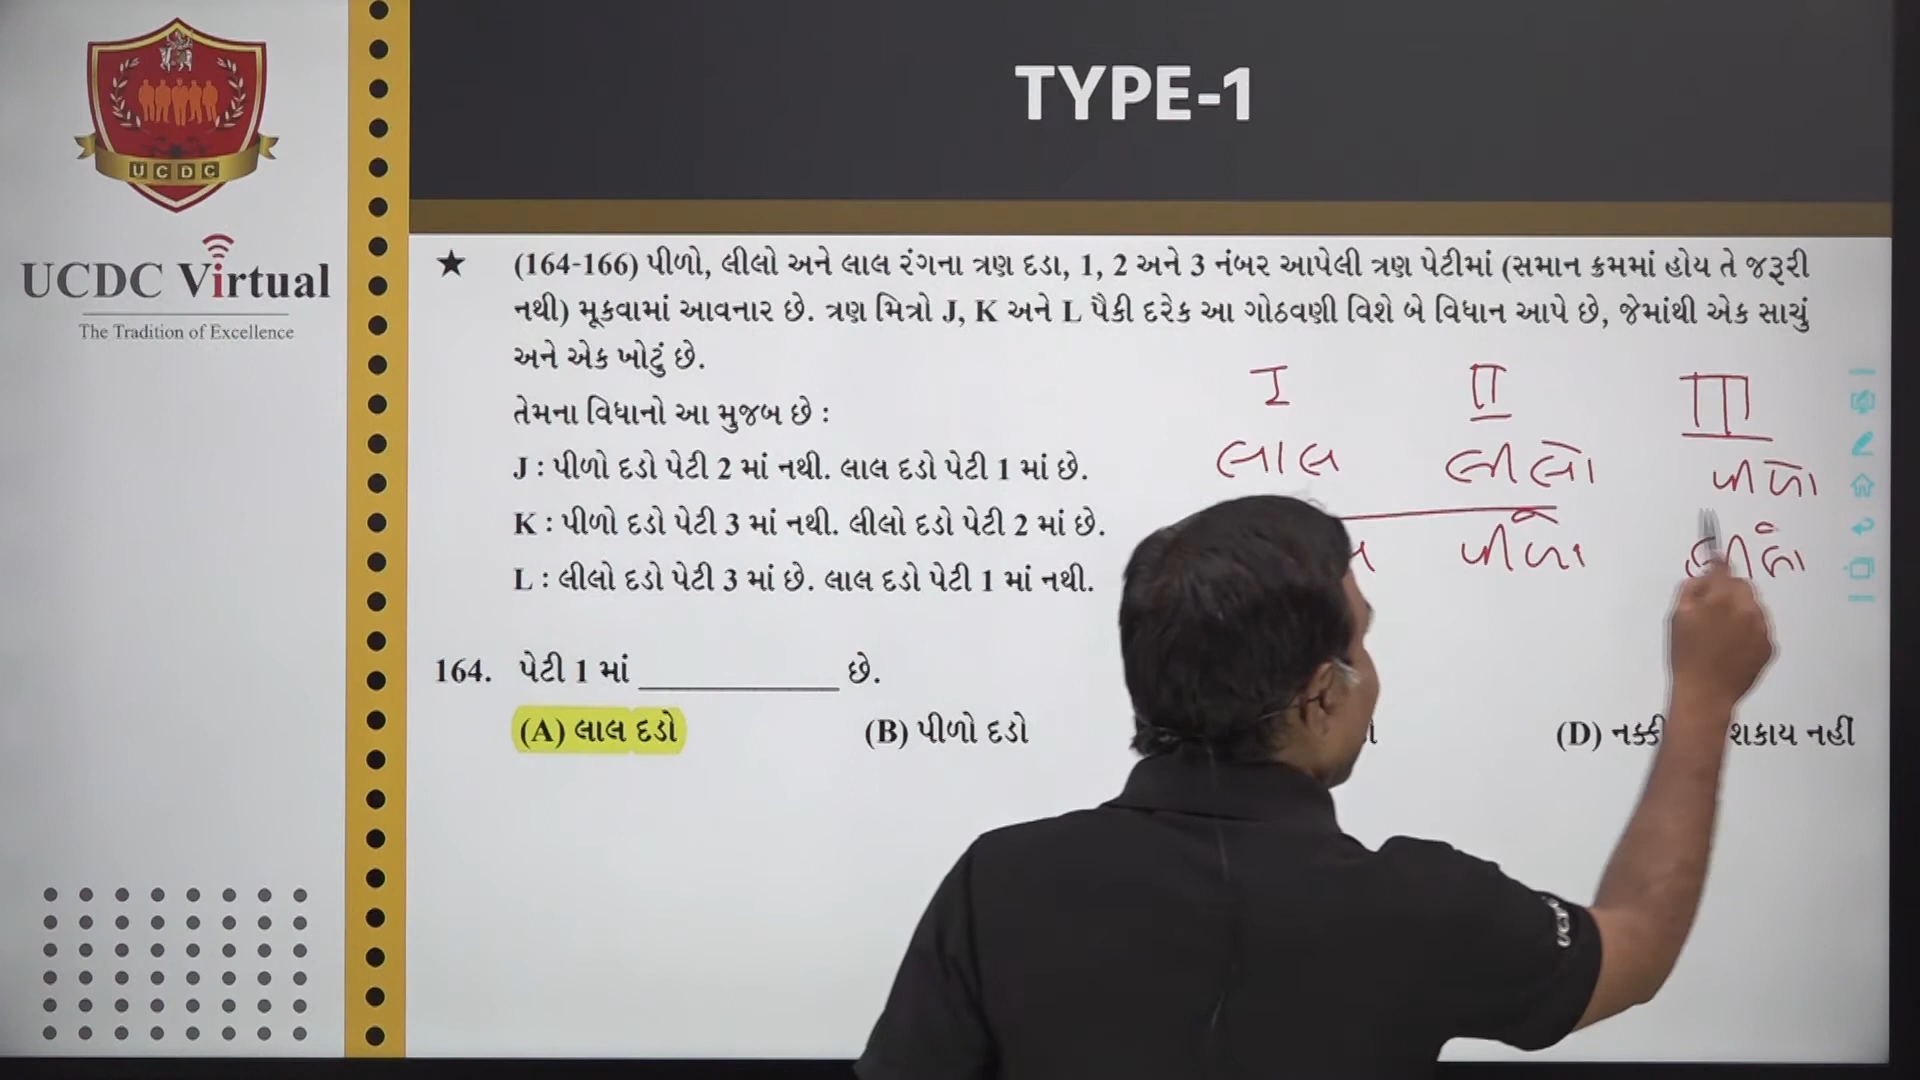 TYPE-1
UCDC
UCDC Virtual
The Tradition of Excellence
★ (164-166) પીળો, લીલો અને લાલ રંગના ત્રણ દડા, 1, 2 અને 3 નંબર આપેલી ત્રણ પેટીમાં (સમાન ક્રમમાં હોય તે જરૂરી
નથી) મૂકવામાં આવનાર છે. ત્રણ મિત્રો J, K અને L પૈકી દરેક આ ગોઠવણી વિશે બે વિધાન આપે છે, જેમાંથી એક સાચું
અને એક ખોટું છે.
તેમના વિધાનો આ મુજબ છે :
J : પીળો દડો પેટી 2 માં નથી. લાલ દડો પેટી 1 માં છે.
K : પીળો દડો પેટી 3 માં નથી. લીલો દડો પેટી 2 માં છે.
L : લીલો દડો પેટી 3 માં છે. લાલ દડો પેટી 1 માં નથી.
I II III
લાલ લીલો પીળો
પીળો લીલો
164. પેટી 1 માં ____________ છે.
(A) લાલ દડો (B) પીળો દડો (D) નક્કી શકાય નહીં
UCDC